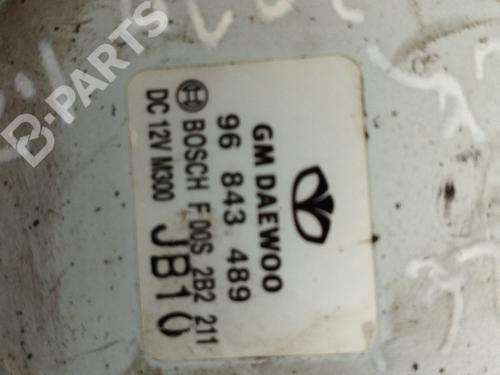 B-PARTS
GM DAEWOO
96 843 489
BOSCH F 00S 2B2 211
DC 12V M300
JB10